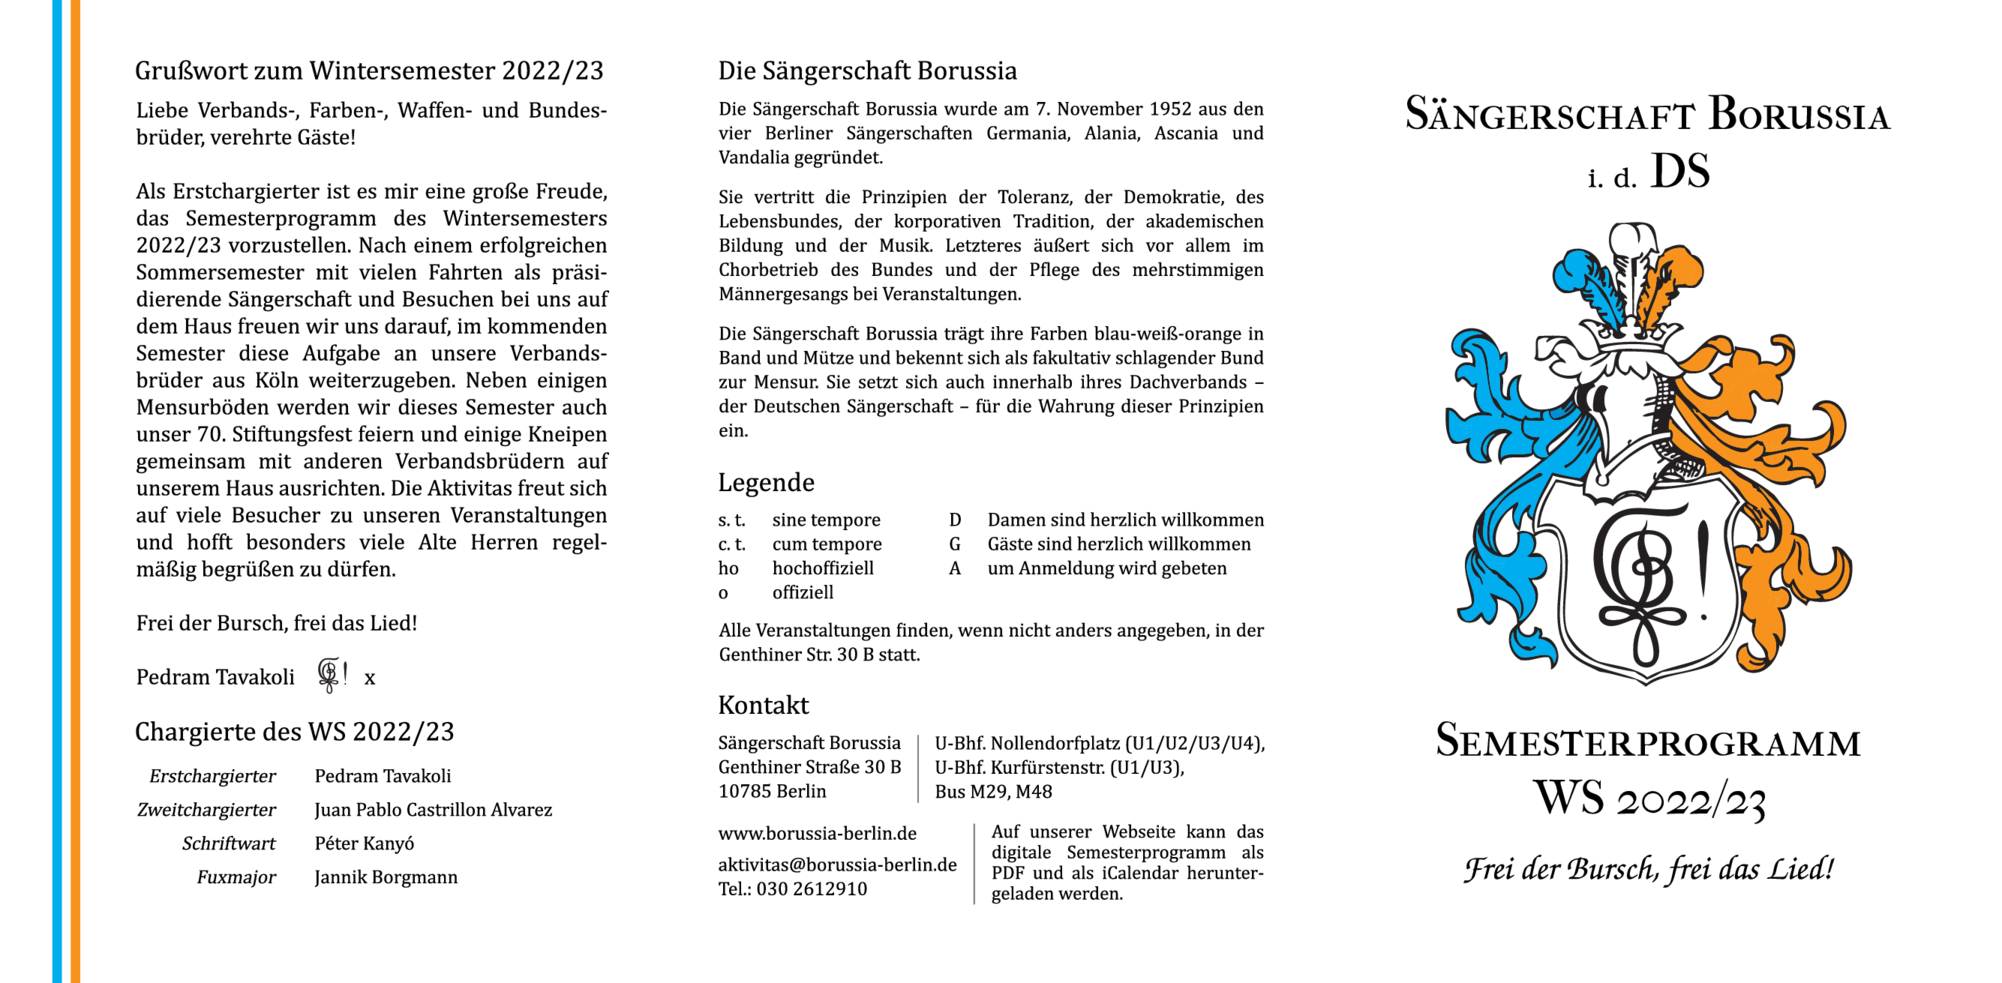 Grußwort zum Wintersemester 2022/23
Liebe Verbands-, Farben-, Waffen- und Bundes-
brüder, verehrte Gäste!
Als Erstchargierter ist es mir eine große Freude,
das Semesterprogramm des Wintersemesters
2022/23 vorzustellen. Nach einem erfolgreichen
Sommersemester mit vielen Fahrten als präsi-
dierende Sängerschaft und Besuchen bei uns auf
dem Haus freuen wir uns darauf, im kommenden
Semester diese Aufgabe an unsere Verbands-
brüder aus Köln weiterzugeben. Neben einigen
Mensurböden werden wir dieses Semester auch
unser 70. Stiftungsfest feiern und einige Kneipen
gemeinsam mit anderen Verbandsbrüdern auf
unserem Haus ausrichten. Die Aktivitas freut sich
auf viele Besucher zu unseren Veranstaltungen
und hofft besonders viele Alte Herren regel-
mäßig begrüßen zu dürfen.
Frei der Bursch, frei das Lied!
Pedram Tavakoli ! x
Chargierte des WS 2022/23
Erstchargierter Pedram Tavakoli
Zweitchargierter Juan Pablo Castrillon Alvarez
Schriftwart Péter Kanyó
Fuxmajor Jannik Borgmann
Die Sängerschaft Borussia
Die Sängerschaft Borussia wurde am 7. November 1952 aus den
vier Berliner Sängerschaften Germania, Alania, Ascania und
Vandalia gegründet.
Sie vertritt die Prinzipien der Toleranz, der Demokratie, des
Lebensbundes, der korporativen Tradition, der akademischen
Bildung und der Musik. Letzteres äußert sich vor allem im
Chorbetrieb des Bundes und der Pflege des mehrstimmigen
Männergesangs bei Veranstaltungen.
Die Sängerschaft Borussia trägt ihre Farben blau-weiß-orange in
Band und Mütze und bekennt sich als fakultativ schlagender Bund
zur Mensur. Sie setzt sich auch innerhalb ihres Dachverbands –
der Deutschen Sängerschaft – für die Wahrung dieser Prinzipien
ein.
Legende
s. t. sine tempore D Damen sind herzlich willkommen
c. t. cum tempore G Gäste sind herzlich willkommen
ho hochoffiziell A um Anmeldung wird gebeten
o offiziell
Alle Veranstaltungen finden, wenn nicht anders angegeben, in der
Genthiner Str. 30 B statt.
Kontakt
Sängerschaft Borussia U-Bhf. Nollendorfplatz (U1/U2/U3/U4),
Genthiner Straße 30 B U-Bhf. Kurfürstenstr. (U1/U3),
10785 Berlin Bus M29, M48
www.borussia-berlin.de
aktivitas@borussia-berlin.de
Tel.: 030 2612910
Auf unserer Webseite kann das
digitale Semesterprogramm als
PDF und als iCalendar herunter-
geladen werden.
Sängerschaft Borussia
i. d. DS
!
Semesterprogramm
WS 2022/23
Frei der Bursch, frei das Lied!